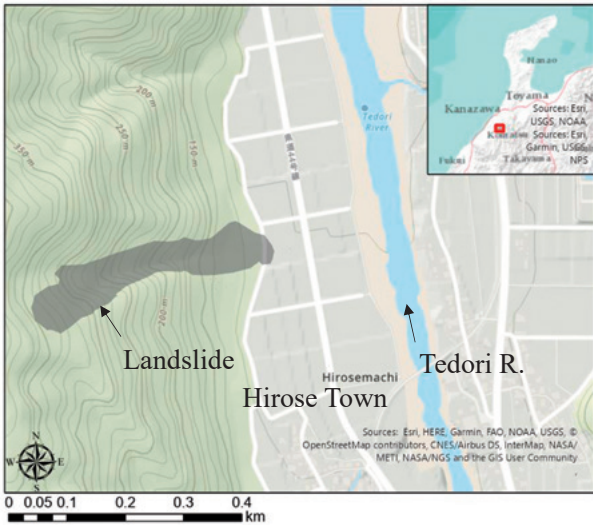 200 m
250 m
350 m
150 m
200 m
Tedori
River
Nanao
Toyama
Kanazawa
Fukui
Takayama
Sources: Esri,
USGS, NOAA,
Sources: Esri,
Garmin, USGS,
NPS
Landslide
Tedori R.
Hirosemachi
Hirose Town
Sources: Esri, HERE, Garmin, FAO, NOAA, USGS, ©
OpenStreetMap contributors, CNES/Airbus DS, InterMap, NASA/
METI, NASA/NGS and the GIS User Community
N
W E
S
0 0.05 0.1 0.2 0.3 0.4
km